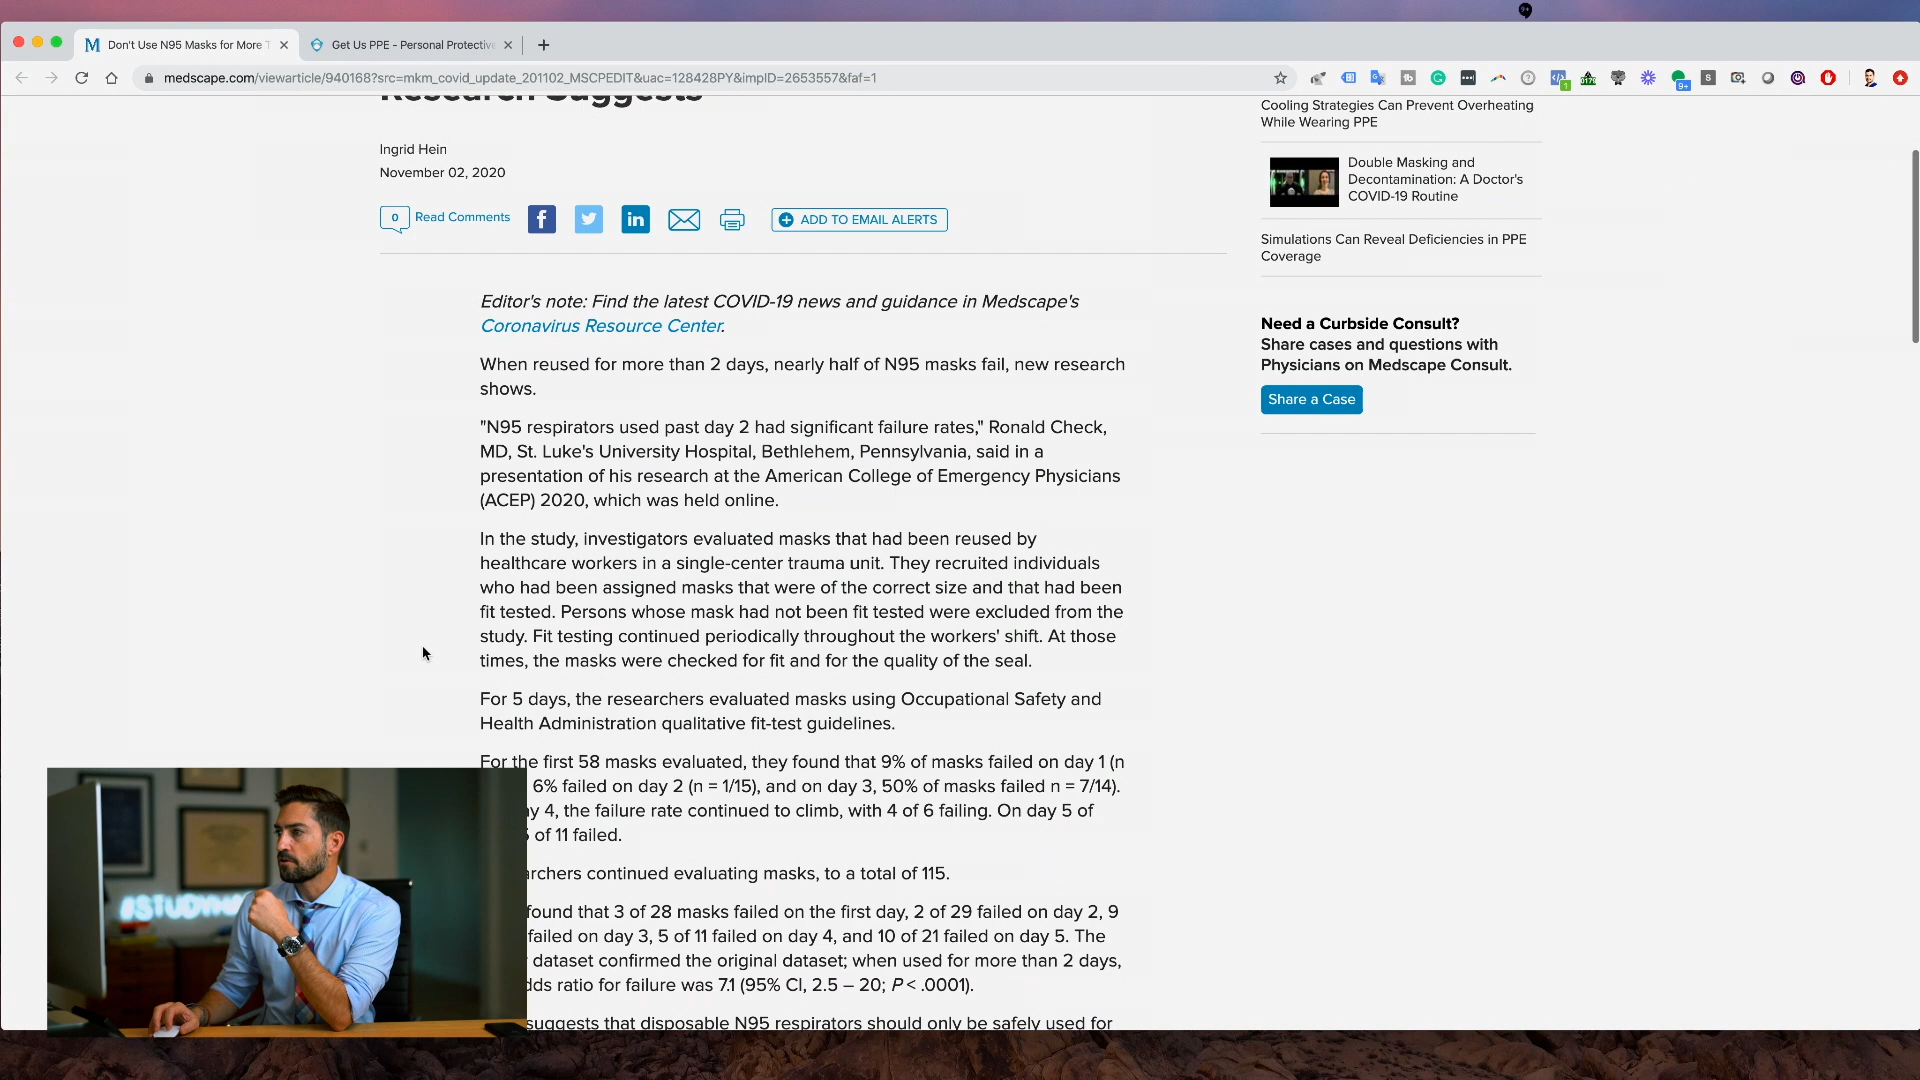 Don't Use N95 Masks for More T
Get Us PPE - Personal Protectiv
medscape.com/viewarticle/940168?src=mkm_covid_update_201102_MSCPEDIT&uac=128428PY&impID=2653557&faf=1
Research Suggests
Ingrid Hein
November 02, 2020
0 Read Comments
ADD TO EMAIL ALERTS
Editor's note: Find the latest COVID-19 news and guidance in Medscape's
Coronavirus Resource Center.
When reused for more than 2 days, nearly half of N95 masks fail, new research
shows.
"N95 respirators used past day 2 had significant failure rates," Ronald Check,
MD, St. Luke's University Hospital, Bethlehem, Pennsylvania, said in a
presentation of his research at the American College of Emergency Physicians
(ACEP) 2020, which was held online.
In the study, investigators evaluated masks that had been reused by
healthcare workers in a single-center trauma unit. They recruited individuals
who had been assigned masks that were of the correct size and that had been
fit tested. Persons whose mask had not been fit tested were excluded from the
study. Fit testing continued periodically throughout the workers' shift. At those
times, the masks were checked for fit and for the quality of the seal.
For 5 days, the researchers evaluated masks using Occupational Safety and
Health Administration qualitative fit-test guidelines.
For the first 58 masks evaluated, they found that 9% of masks failed on day 1 (n
6% failed on day 2 (n = 1/15), and on day 3, 50% of masks failed n = 7/14).
y 4, the failure rate continued to climb, with 4 of 6 failing. On day 5 of
of 11 failed.
archers continued evaluating masks, to a total of 115.
found that 3 of 28 masks failed on the first day, 2 of 29 failed on day 2, 9
failed on day 3, 5 of 11 failed on day 4, and 10 of 21 failed on day 5. The
dataset confirmed the original dataset; when used for more than 2 days,
dds ratio for failure was 7.1 (95% CI, 2.5 – 20; P < .0001).
suggests that disposable N95 respirators should only be safely used for
Cooling Strategies Can Prevent Overheating
While Wearing PPE
Double Masking and
Decontamination: A Doctor's
COVID-19 Routine
Simulations Can Reveal Deficiencies in PPE
Coverage
Need a Curbside Consult?
Share cases and questions with
Physicians on Medscape Consult.
Share a Case
#STUDYHA